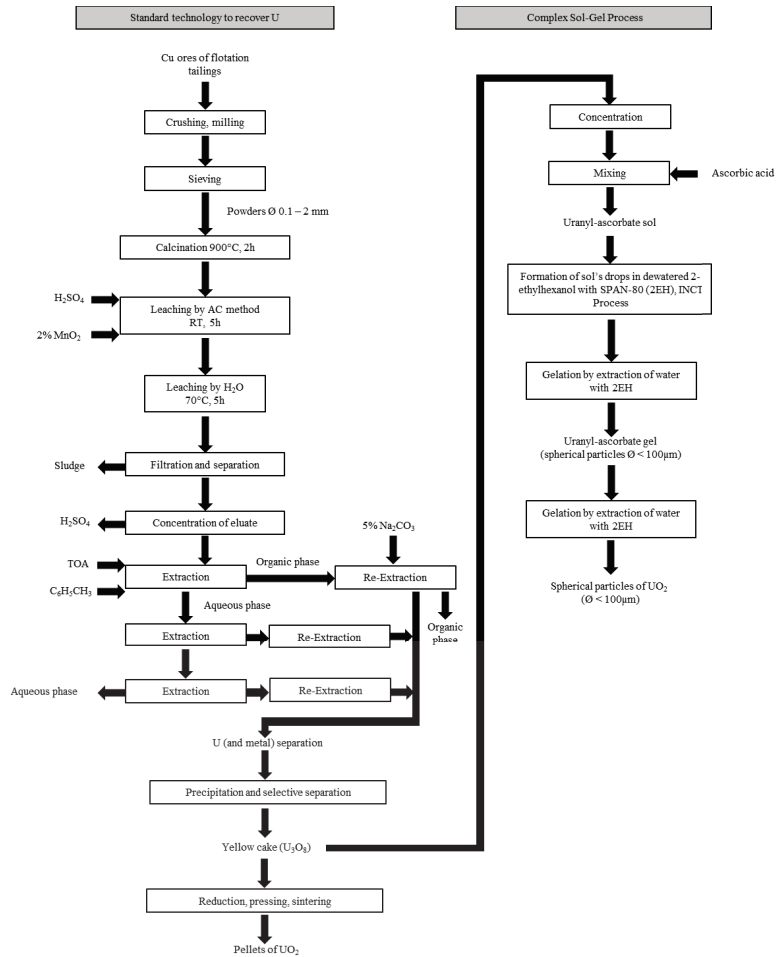 Standard technology to recover U
Complex Sol-Gel Process
Cu ores of flotation
tailings
Crushing, milling
Sieving
Powders Ø 0.1 – 2 mm
Calcination 900°C, 2h
H₂SO₄
2% MnO₂
Leaching by AC method
RT, 5h
Leaching by H₂O
70°C, 5h
Sludge
Filtration and separation
H₂SO₄
Concentration of eluate
5% Na₂CO₃
TOA
C₆H₅CH₃
Extraction
Organic phase
Re-Extraction
Aqueous phase
Organic
phase
Extraction
Re-Extraction
Aqueous phase
Extraction
Re-Extraction
U (and metal) separation
Precipitation and selective separation
Yellow cake (U₃O₈)
Reduction, pressing, sintering
Pellets of UO₂
Concentration
Mixing
Ascorbic acid
Uranyl-ascorbate sol
Formation of sol's drops in dewatered 2-
ethylhexanol with SPAN-80 (2EH), INCT
Process
Gelation by extraction of water
with 2EH
Uranyl-ascorbate gel
(spherical particles Ø < 100µm)
Gelation by extraction of water
with 2EH
Spherical particles of UO₂
(Ø < 100µm)